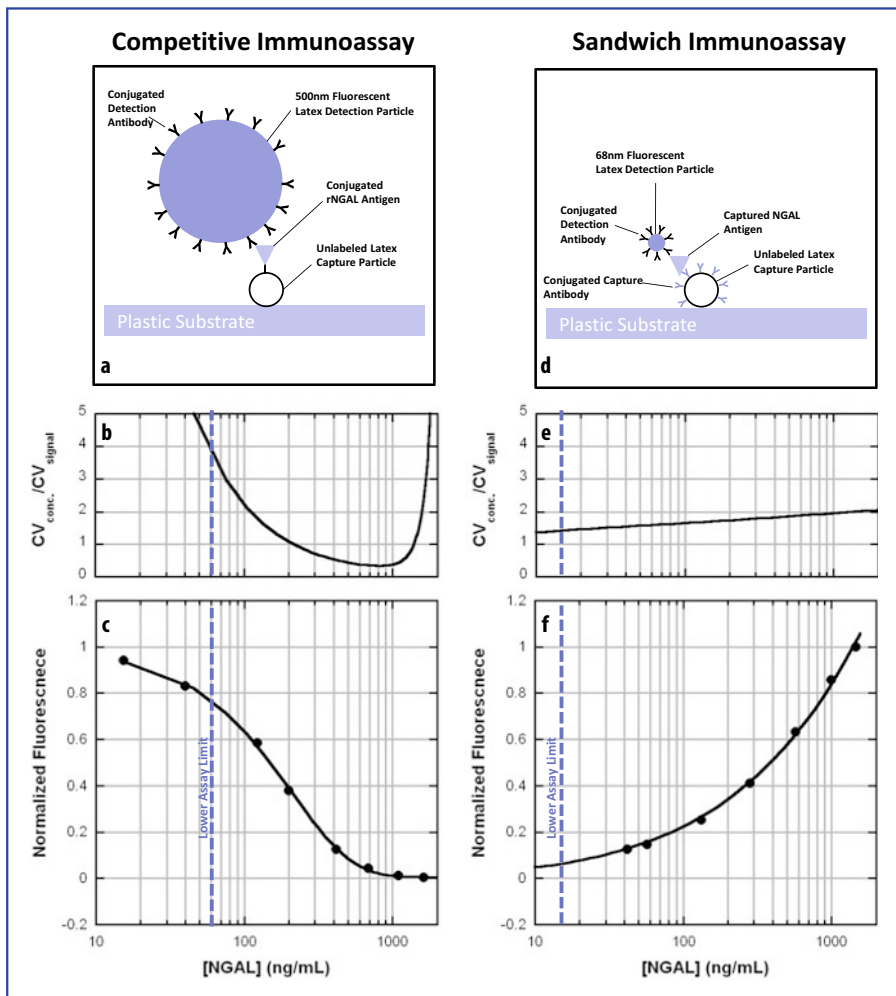 Competitive Immunoassay
Conjugated
Detection
Antibody
500nm Fluorescent
Latex Detection Particle
Conjugated
rNGAL Antigen
Unlabeled Latex
Capture Particle
Plastic Substrate
a
Sandwich Immunoassay
68nm Fluorescent
Latex Detection Particle
Conjugated
Detection
Antibody
Captured NGAL
Antigen
Conjugated Capture
Antibody
Unlabeled Latex
Capture Particle
Plastic Substrate
d
b
CVconc./CVsignal
5
4
3
2
1
0
e
CVconc./CVsignal
5
4
3
2
1
0
c
Normalized Fluorescnece
1.2
1
0.8
0.6
0.4
0.2
0
-0.2
Lower Assay Limit
10
100
1000
[NGAL] (ng/mL)
f
Normalized Fluorescnece
1.2
1
0.8
0.6
0.4
0.2
0
-0.2
Lower Assay Limit
10
100
1000
[NGAL] (ng/mL)